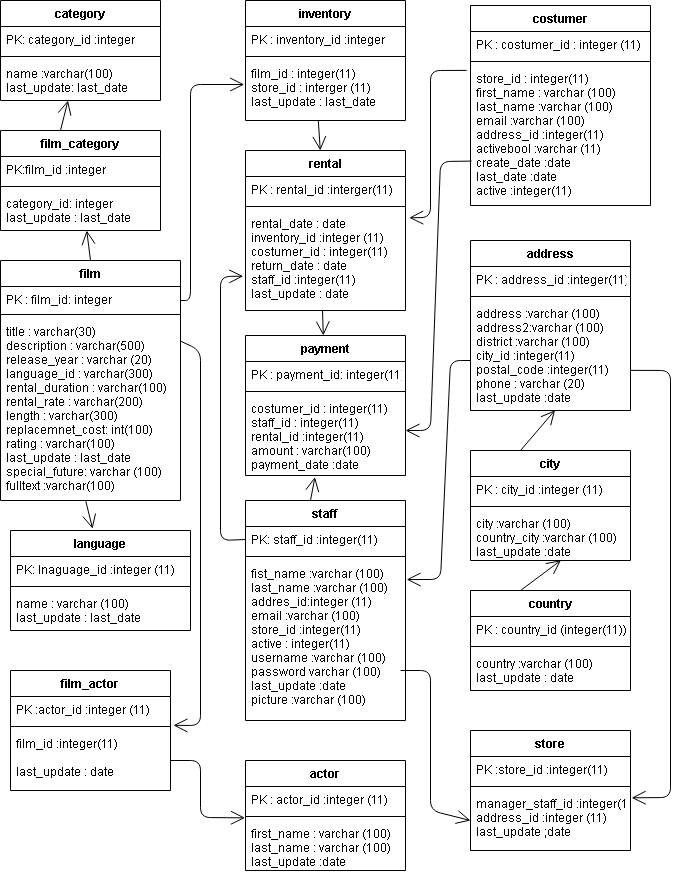 category
PK: category_id :integer
name :varchar(100)
last_update: last_date
film_category
PK:film_id :integer
category_id: integer
last_update : last_date
film
PK : film_id: integer
title : varchar(30)
description : varchar(500)
release_year : varchar (20)
language_id : varchar(300)
rental_duration : varchar(100)
rental_rate : varchar(200)
length : varchar(300)
replacemnet_cost: int(100)
rating : varchar(100)
last_update : last_date
special_future: varchar (100)
fulltext :varchar(100)
language
PK: lnaguage_id : integer (11)
name : varchar (100)
last_update : last_date
film_actor
PK :actor_id :integer (11)
film_id :integer(11)
last_update : date
inventory
PK : inventory_id :integer
film_id : integer(11)
store_id : interger (11)
last_update : last_date
rental
PK : rental_id :interger(11)
rental_date : date
inventory_id :integer (11)
costumer_id : integer(11)
return_date : date
staff_id : integer(11)
last_update : date
payment
PK : payment_id: integer(11
costumer_id : integer(11)
staff_id : integer(11)
rental_id : integer(11)
amount : varchar(100)
payment_date :date
staff
PK: staff_id :integer(11)
fist_name :varchar (100)
last_name :varchar (100)
addres_id:integer (11)
email :varchar (100)
store_id :integer(11)
active : integer(11)
username :varchar (100)
password varchar (100)
last_update :date
picture :varchar (100)
actor
PK : actor_id :integer (11)
first_name : varchar (100)
last_name : varchar (100)
last_update :date
costumer
PK : costumer_id : integer (11)
store_id : integer(11)
first_name : varchar (100)
last_name :varchar (100)
email : varchar (100)
address_id :integer(11)
activebool :varchar (11)
create_date :date
last_date :date
active :integer(11)
address
PK : address_id :integer(11)
address :varchar (100)
address2:varchar (100)
district :varchar (100)
city_id :integer(11)
postal_code :integer(11)
phone : varchar (20)
last_update :date
city
PK : city_id :integer (11)
city :varchar (100)
country_city :varchar (100)
last_update :date
country
PK : country_id (integer(11))
country :varchar (100)
last_update : date
store
PK :store_id :integer(11)
manager_staff_id :integer(1
address_id :integer (11)
last_update ;date